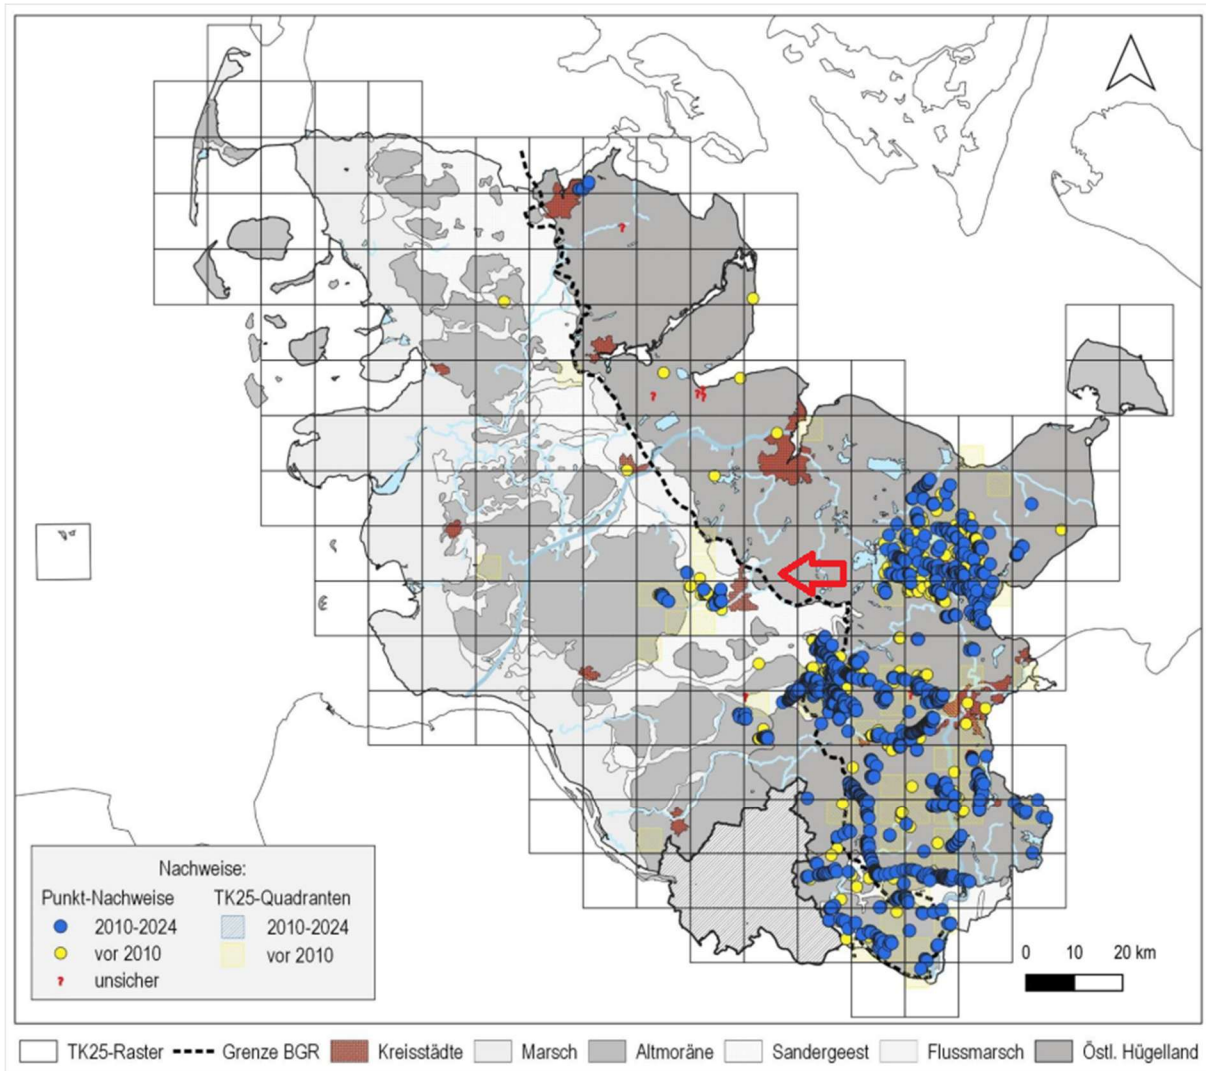 Nachweise:
Punkt-Nachweise TK25-Quadranten
2010-2024 2010-2024
vor 2010 vor 2010
? unsicher
0 10 20 km
TK25-Raster Grenze BGR Kreisstädte Marsch Altmoräne Sandergeest Flussmarsch Östl. Hügelland